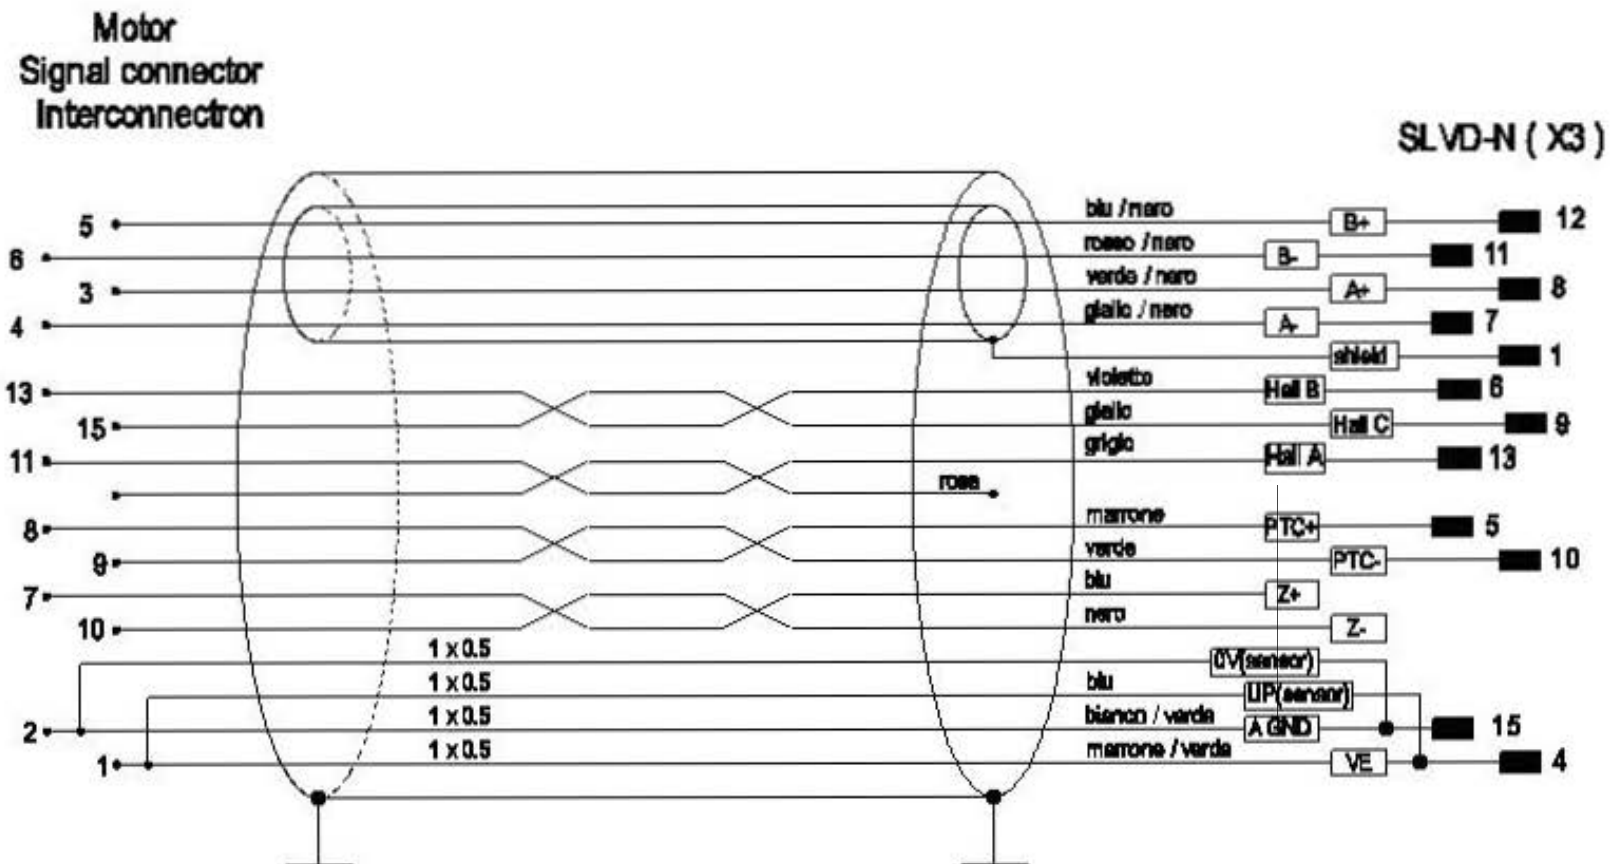 Motor
Signal connector
Interconnectron
SLVD-N ( X3 )
5 blu / nero B+ 12
6 rosso / nero B- 11
3 verde / nero A+ 8
4 giallo / nero A- 7
shield 1
13 violetto Hall B 6
15 giallo Hall C 9
11 grigio Hall A 13
rosa
8 marrone PTC+ 5
9 verde PTC- 10
7 blu Z+
10 nero Z-
1 x 0.5 0V(sensor)
1 x 0.5 blu UP(sensor)
2 1 x 0.5 bianco / verde A GND 15
1 1 x 0.5 marrone / verde VE 4